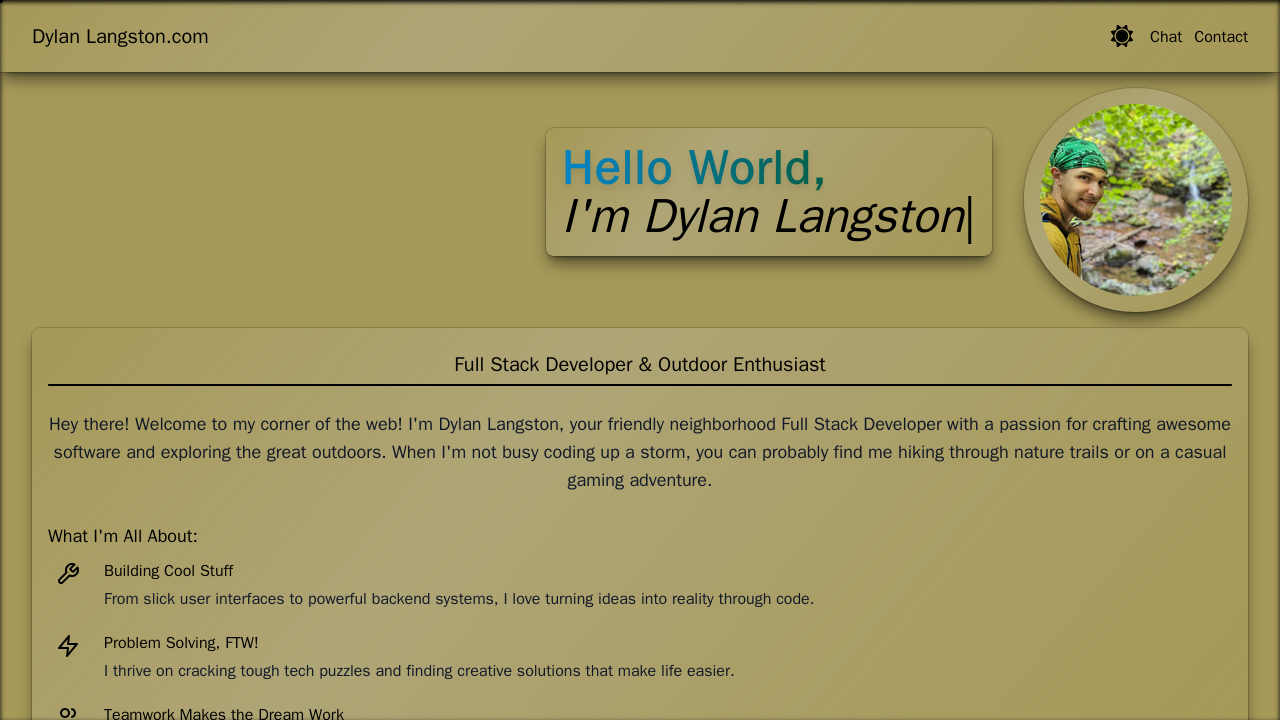 Dylan Langston.com
Chat Contact
Hello World,
I'm Dylan Langston
Full Stack Developer & Outdoor Enthusiast
Hey there! Welcome to my corner of the web! I'm Dylan Langston, your friendly neighborhood Full Stack Developer with a passion for crafting awesome
software and exploring the great outdoors. When I'm not busy coding up a storm, you can probably find me hiking through nature trails or on a casual
gaming adventure.
What I'm All About:
Building Cool Stuff
From slick user interfaces to powerful backend systems, I love turning ideas into reality through code.
Problem Solving, FTW!
I thrive on cracking tough tech puzzles and finding creative solutions that make life easier.
Teamwork Makes the Dream Work